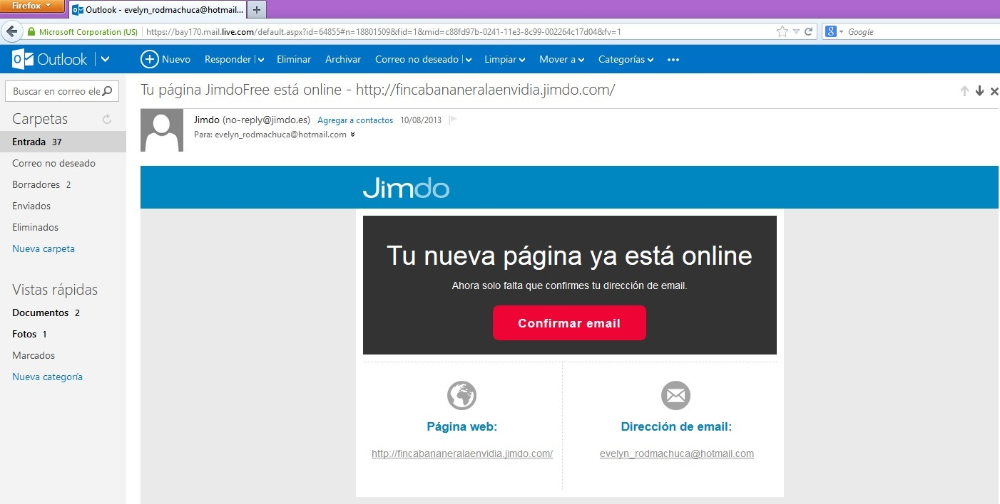 Firefox
Outlook - evelyn_rodmachuca@hotmail...
Microsoft Corporation (US)
https://bay170.mail.live.com/default.aspx?id=64855#n=18801509&fid=1&mid=c88fd97b-0241-11e3-8c99-002264c17d04&fv=1
Google
Outlook
Nuevo
Responder
Eliminar
Archivar
Correo no deseado
Limpiar
Mover a
Categorías
Buscar en correo ele
Tu página JimdoFree está online - http://fincabananeralaenvidia.jimdo.com/
Carpetas
Entrada 37
Correo no deseado
Borradores 2
Enviados
Eliminados
Nueva carpeta
Vistas rápidas
Documentos 2
Fotos 1
Marcados
Nueva categoría
Jimdo (no-reply@jimdo.es) Agregar a contactos 10/08/2013
Para: evelyn_rodmachuca@hotmail.com
Jimdo
Tu nueva página ya está online
Ahora solo falta que confirmes tu dirección de email.
Confirmar email
Página web:
http://fincabananeralaenvidia.jimdo.com/
Dirección de email:
evelyn_rodmachuca@hotmail.com